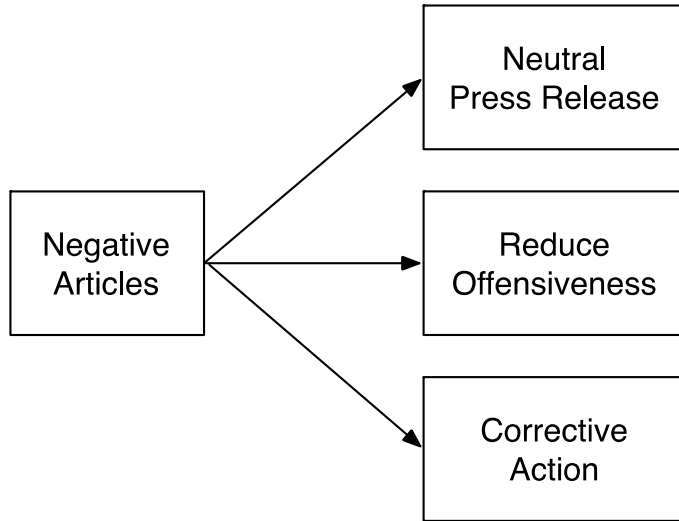 Neutral
Press Release
Negative
Articles
Reduce
Offensiveness
Corrective
Action